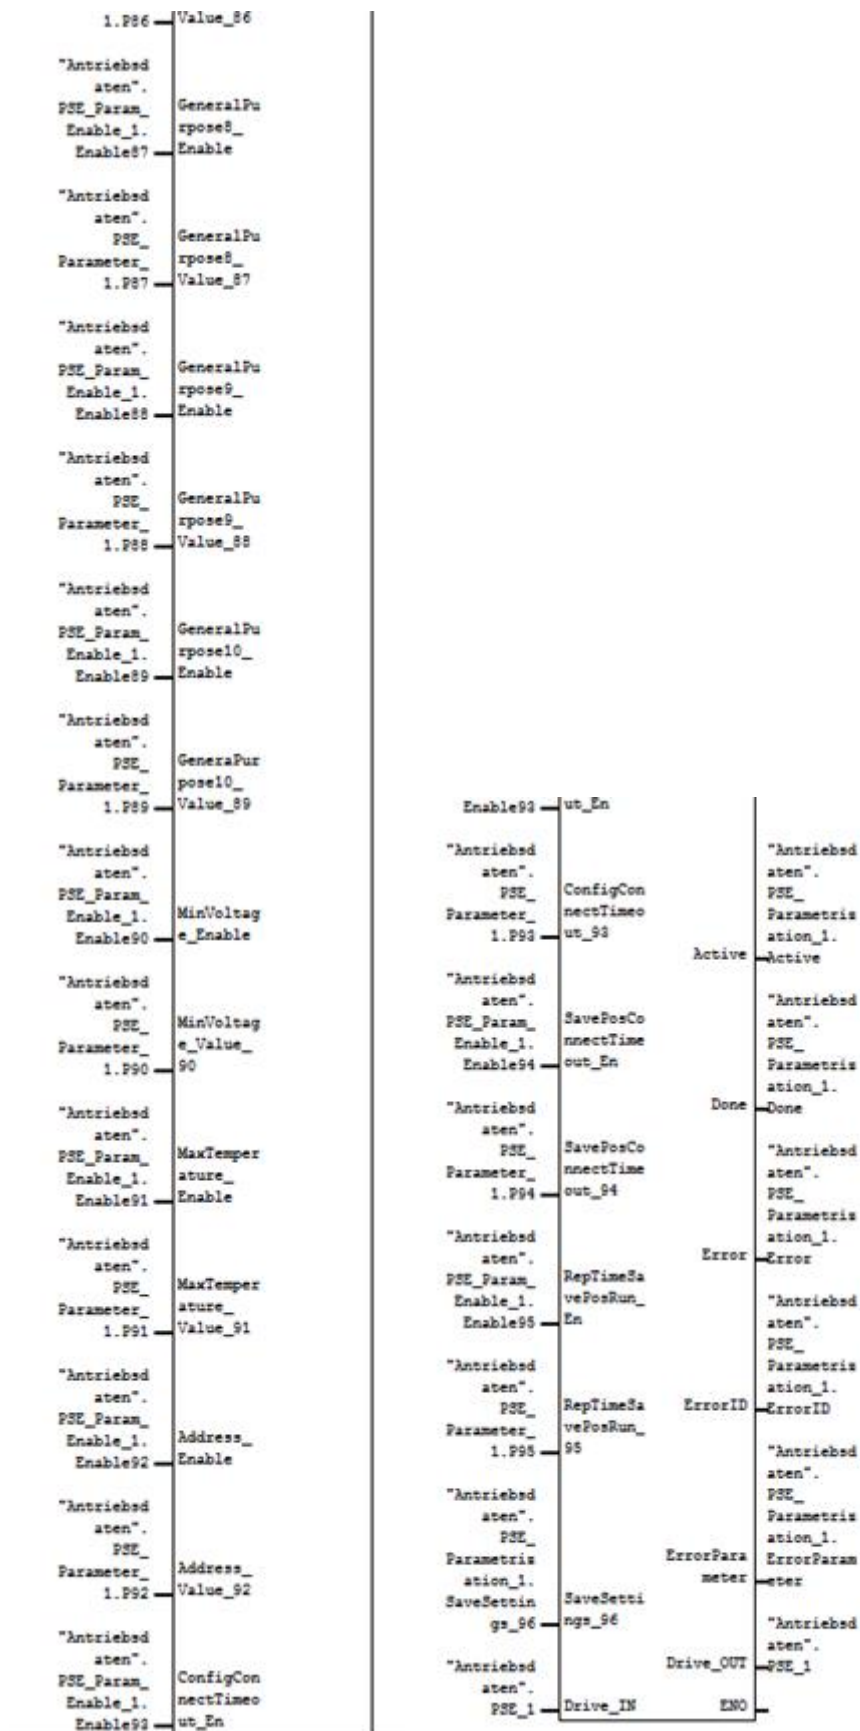 1.P86 Value_86
"Antriebsd
aten".
PSE_Param_ GeneralPu
Enable_1. rpose8_
Enable87 Enable
"Antriebsd
aten".
PSE_ GeneralPu
Parameter_ rpose8_
1.P87 Value_87
"Antriebsd
aten".
PSE_Param_ GeneralPu
Enable_1. rpose9_
Enable88 Enable
"Antriebsd
aten".
PSE_ GeneralPu
Parameter_ rpose9_
1.P88 Value_88
"Antriebsd
aten".
PSE_Param_ GeneralPu
Enable_1. rpose10_
Enable89 Enable
"Antriebsd
aten".
PSE_ GeneraPur
Parameter_ pose10_
1.P89 Value_89
"Antriebsd
aten".
PSE_Param_
Enable_1. MinVoltag
Enable90 e_Enable
"Antriebsd
aten".
PSE_ MinVoltag
Parameter_ e_Value_
1.P90 90
"Antriebsd
aten".
PSE_Param_ MaxTemper
Enable_1. ature_
Enable91 Enable
"Antriebsd
aten".
PSE_ MaxTemper
Parameter_ ature_
1.P91 Value_91
"Antriebsd
aten".
PSE_Param_
Enable_1. Address_
Enable92 Enable
"Antriebsd
aten".
PSE_
Parameter_ Address_
1.P92 Value_92
"Antriebsd
aten".
PSE_Param_ ConfigCon
Enable_1. nectTimeo
Enable93 ut_En
Enable93 ut_En
"Antriebsd
aten".
PSE_ ConfigCon
Parameter_ nectTimeo
1.P93 ut_93
"Antriebsd
aten".
PSE_Param_ SavePosCo
Enable_1. nnectTime
Enable94 out_En
"Antriebsd
aten".
PSE_ SavePosCo
Parameter_ nnectTime
1.P94 out_94
"Antriebsd
aten".
PSE_Param_ RepTimeSa
Enable_1. vePosRun_
Enable95 En
"Antriebsd
aten".
PSE_ RepTimeSa
Parameter_ vePosRun_
1.P95 95
"Antriebsd
aten".
PSE_
Parametris
ation_1.
SaveSettin SaveSetti
gs_96 ngs_96
"Antriebsd
aten".
PSE_1 Drive_IN
"Antriebsd
aten".
PSE_
Parametris
ation_1.
Active Active
"Antriebsd
aten".
PSE_
Parametris
ation_1.
Done Done
"Antriebsd
aten".
PSE_
Parametris
ation_1.
Error Error
"Antriebsd
aten".
PSE_
Parametris
ation_1.
ErrorID ErrorID
"Antriebsd
aten".
PSE_
Parametris
ation_1.
ErrorPara ErrorParam
meter eter
"Antriebsd
aten".
Drive_OUT PSE_1
ENO